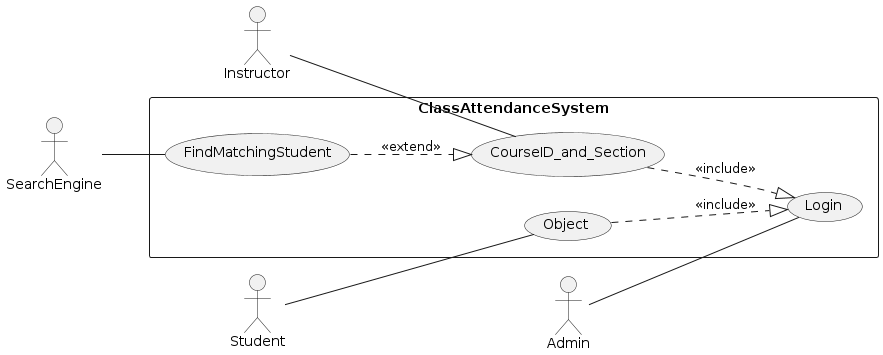 Instructor
ClassAttendanceSystem
SearchEngine
FindMatchingStudent
«extend»
CourseID_and_Section
«include»
«include»
Login
Object
Student
Admin